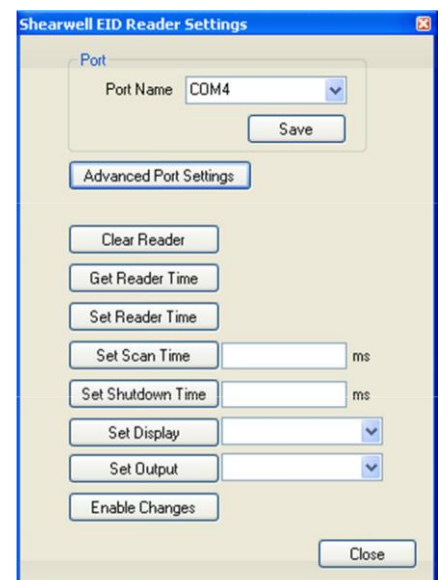 Shearwell EID Reader Settings
Port
Port Name COM4
Save
Advanced Port Settings
Clear Reader
Get Reader Time
Set Reader Time
Set Scan Time ms
Set Shutdown Time ms
Set Display
Set Output
Enable Changes
Close